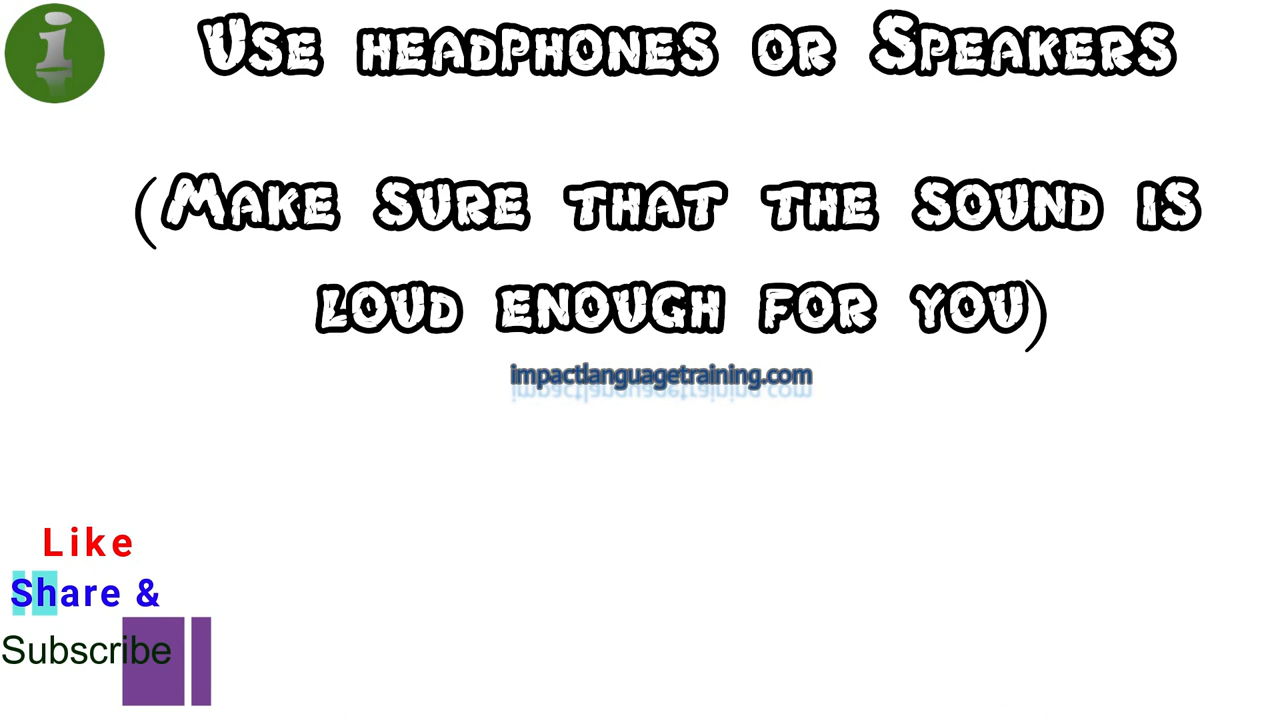 i
Use headphones or Speakers
(Make sure that the sound is
loud enough for you)
impactlanguagetraining.com
Like
Share &
Subscribe